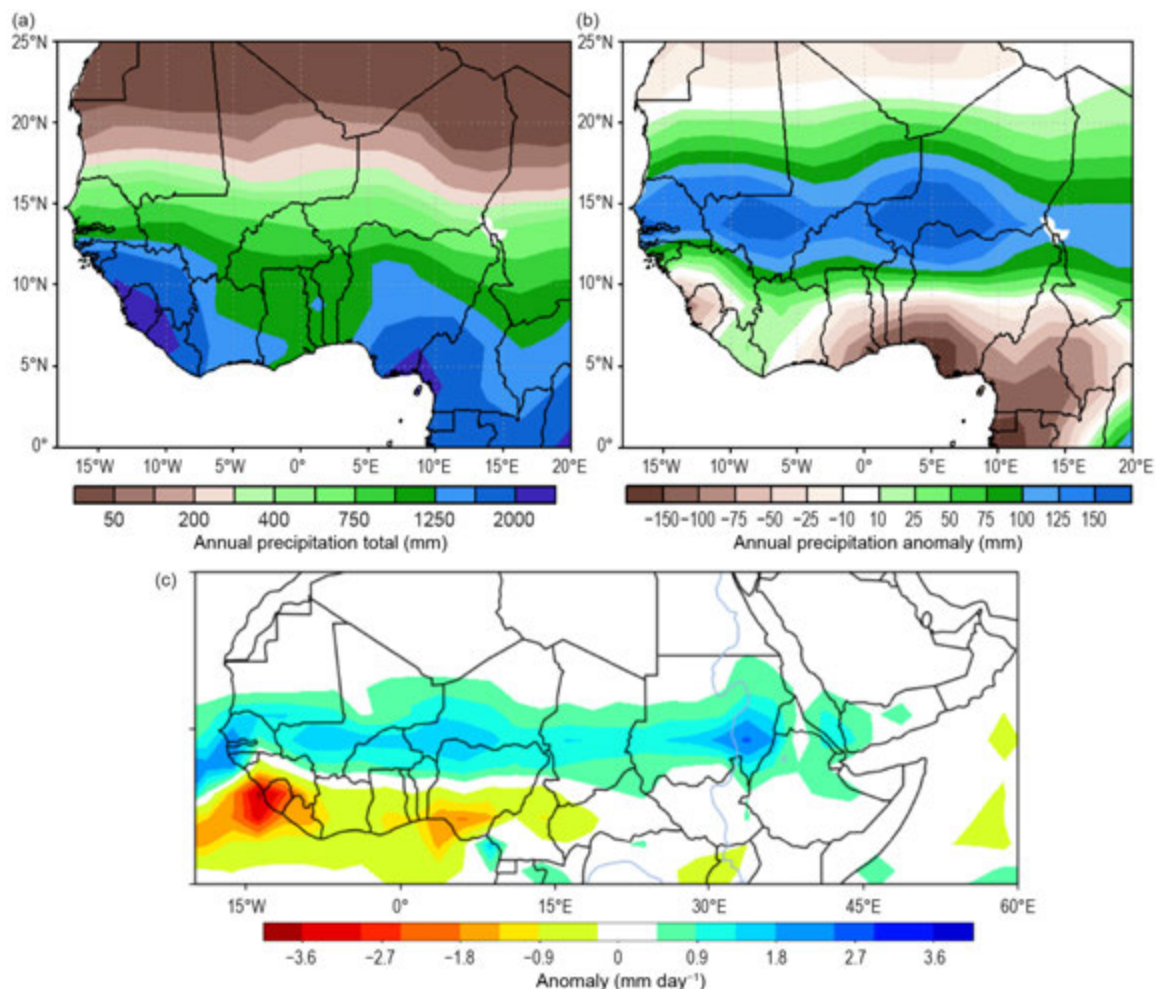 (a)
(b)
25°N
20°N
15°N
10°N
5°N
0°
15°W 10°W 5°W 0° 5°E 10°E 15°E 20°E
50 200 400 750 1250 2000
Annual precipitation total (mm)
25°N
20°N
15°N
10°N
5°N
0°
15°W 10°W 5°W 0° 5°E 10°E 15°E 20°E
−150 −100 −75 −50 −25 −10 10 25 50 75 100 125 150
Annual precipitation anomaly (mm)
(c)
15°W 0° 15°E 30°E 45°E 60°E
−3.6 −2.7 −1.8 −0.9 0 0.9 1.8 2.7 3.6
Anomaly (mm day⁻¹)